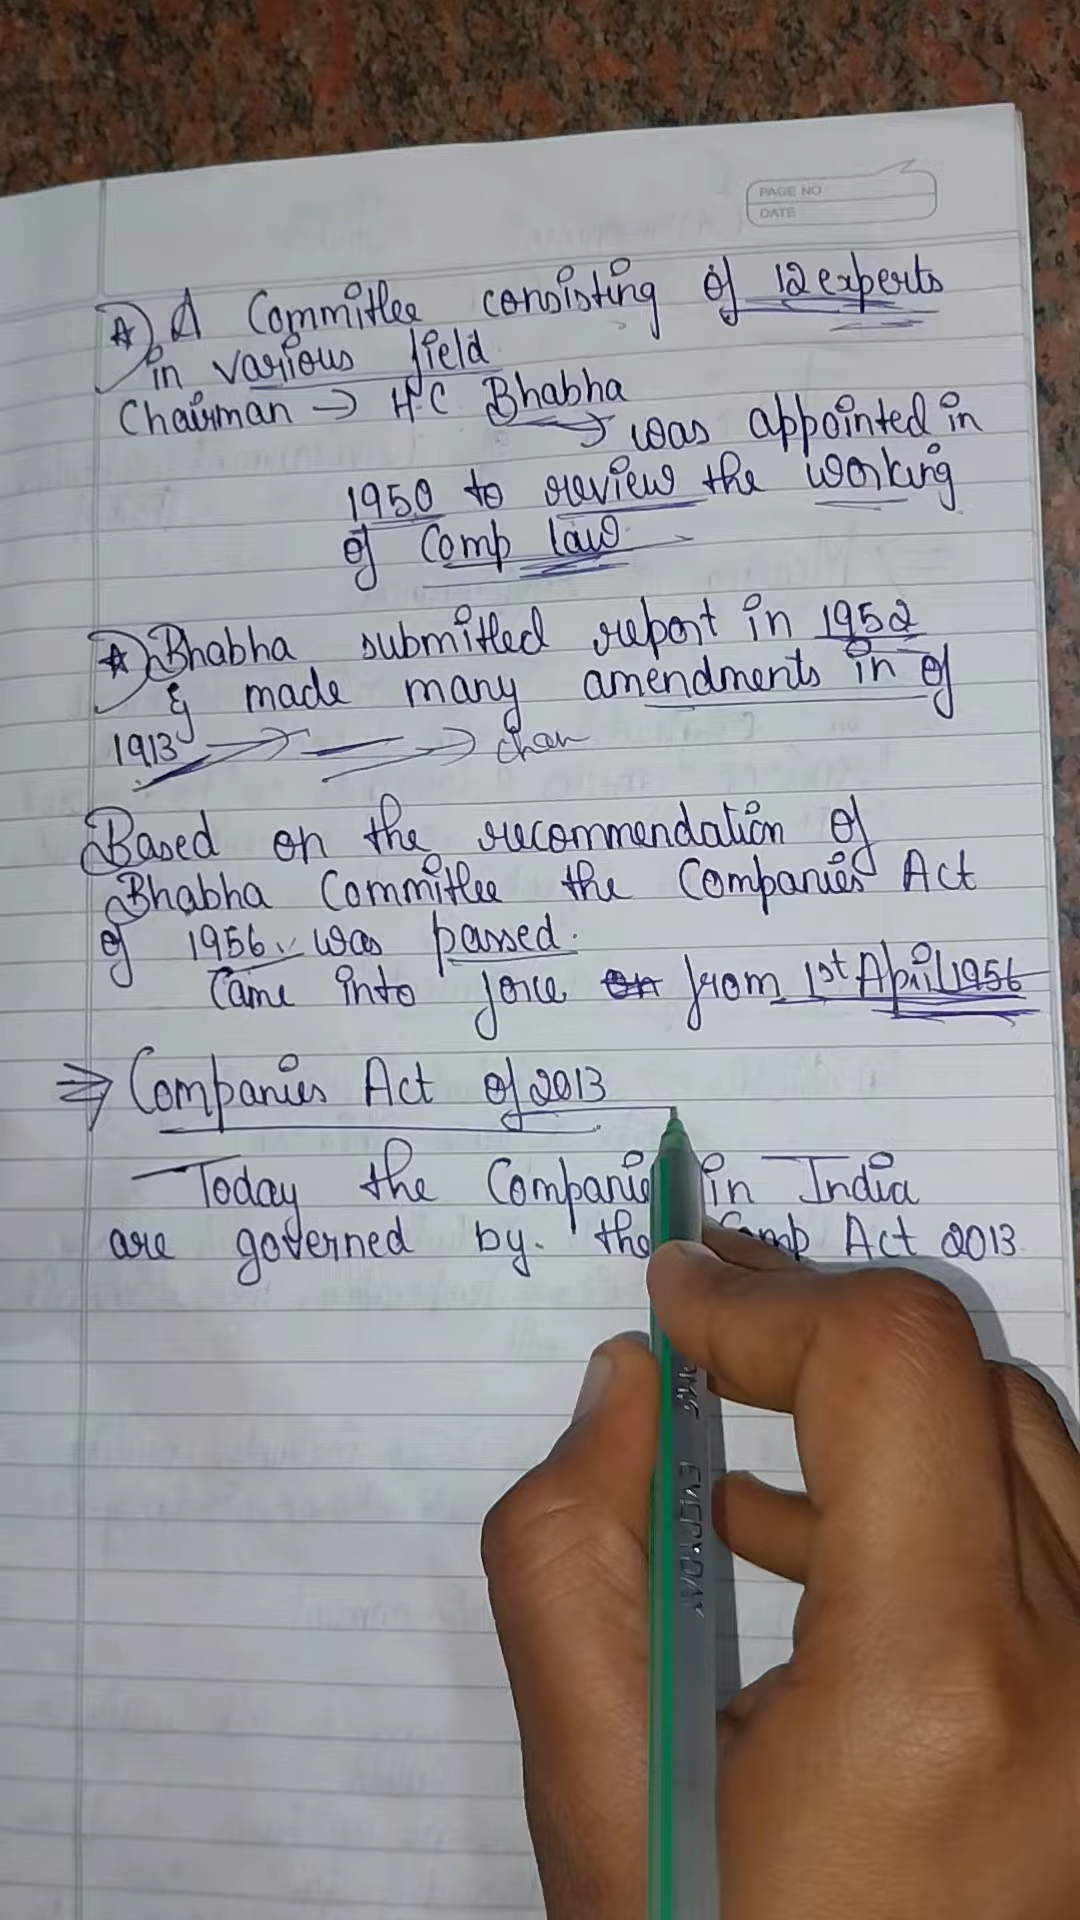 PAGE NO
DATE
A Committee consisting of 12 experts
in various field
Chairman → H.C Bhabha
→ was appointed in
1950 to review the working
of Comp law
Bhabha submitted report in 1952
& made many amendments in of
1913 → → chan
Based on the recommendation of
Bhabha Committee the Companies Act
of 1956 was passed.
Came into force from 1st April 1956
⇒ Companies Act of 2013
Today the Companie in India
are governed by. the Comp Act 2013
EVERYDAY